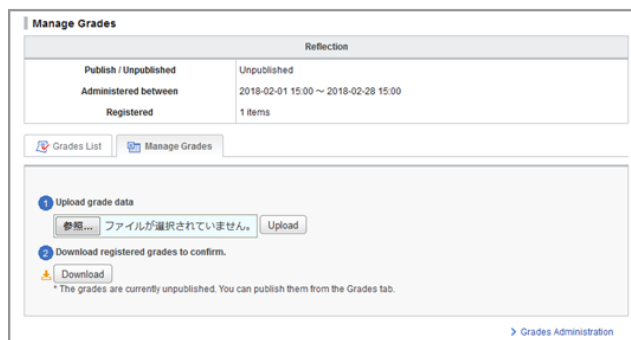 Manage Grades
Reflection
Publish / Unpublished Unpublished
Administered between 2018-02-01 15:00 ～ 2018-02-28 15:00
Registered 1 items
Grades List Manage Grades
1 Upload grade data
参照... ファイルが選択されていません。 Upload
2 Download registered grades to confirm.
Download
* The grades are currently unpublished. You can publish them from the Grades tab.
Grades Administration